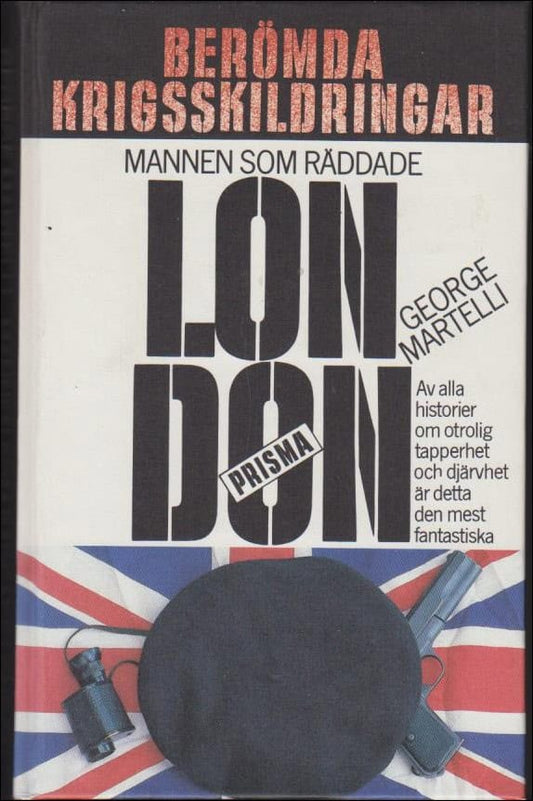 BERÖMDA
KRIGSSKILDRINGAR
MANNEN SOM RÄDDADE
LON
DON
GEORGE
MARTELLI
PRISMA
Av alla
historier
om otrolig
tapperhet
och djärvhet
är detta
den mest
fantastiska